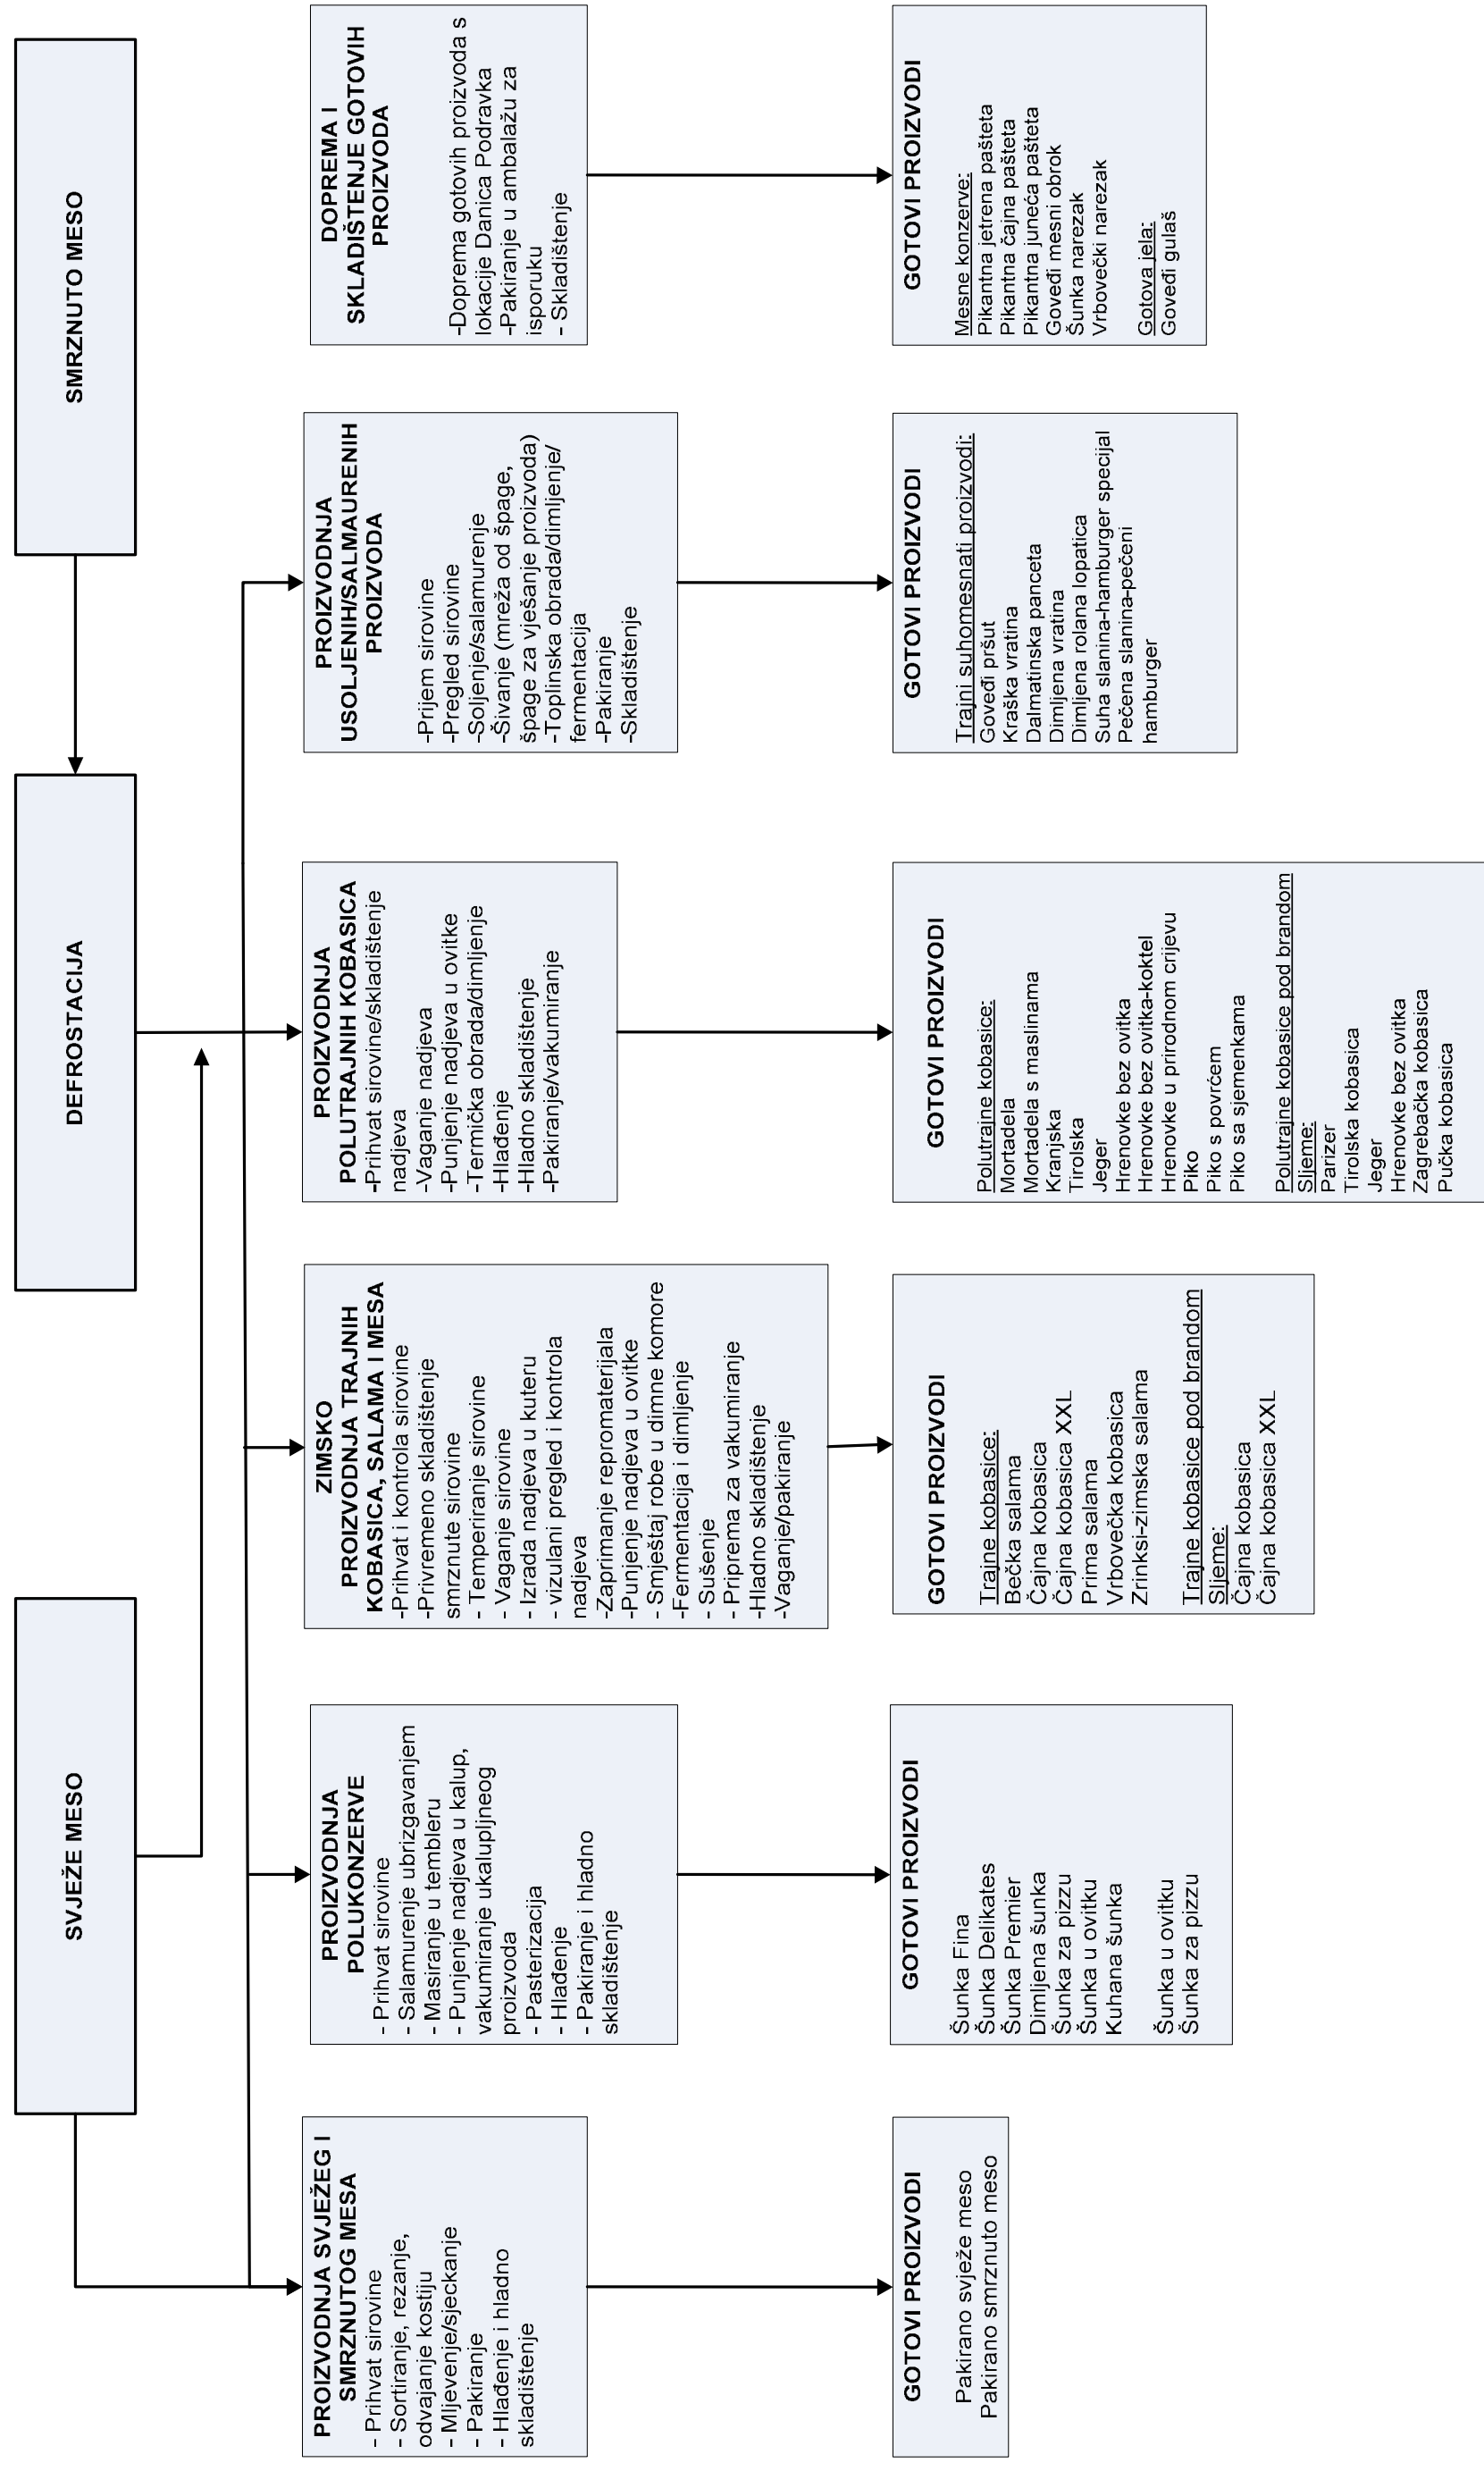 SVJEŽE MESO
DEFROSTACIJA
SMRZNUTO MESO
PROIZVODNJA SVJEŽEG I
SMRZNUTOG MESA
- Prihvat sirovine
- Sortiranje, rezanje,
odvajanje kostiju
- Mljevenje/sjeckanje
- Pakiranje
- Hlađenje i hladno
skladištenje
PROIZVODNJA
POLUKONZERVE
- Prihvat sirovine
- Salamurenje ubrizgavanjem
- Masiranje u tembleru
- Punjenje nadjeva u kalup,
vakumiranje ukalupljneog
proizvoda
- Pasterizacija
- Hlađenje
- Pakiranje i hladno
skladištenje
ZIMSKO
PROIZVODNJA TRAJNIH
KOBASICA, SALAMA I MESA
-Prihvat i kontrola sirovine
-Privremeno skladištenje
smrznute sirovine
- Temperiranje sirovine
- Vaganje sirovine
- Izrada nadjeva u kuteru
- vizulani pregled i kontrola
nadjeva
-Zaprimanje repromaterijala
-Punjenje nadjeva u ovitke
- Smještaj robe u dimne komore
-Fermentacija i dimljenje
- Sušenje
- Priprema za vakumiranje
-Hladno skladištenje
-Vaganje/pakiranje
PROIZVODNJA
POLUTRAJNIH KOBASICA
-Prihvat sirovine/skladištenje
nadjeva
-Vaganje nadjeva
-Punjenje nadjeva u ovitke
-Termička obrada/dimljenje
-Hlađenje
-Hladno skladištenje
-Pakiranje/vakumiranje
PROIZVODNJA
USOLJENIH/SALMAURENIH
PROIZVODA
-Prijem sirovine
-Pregled sirovine
-Soljenje/salamurenje
-Šivanje (mreža od špage,
špage za vješanje proizvoda)
-Toplinska obrada/dimljenje/
fermentacija
-Pakiranje
-Skladištenje
DOPREMA I
SKLADIŠTENJE GOTOVIH
PROIZVODA
-Doprema gotovih proizvoda s
lokacije Danica Podravka
-Pakiranje u ambalažu za
isporuku
- Skladištenje
GOTOVI PROIZVODI
Pakirano svježe meso
Pakirano smrznuto meso
GOTOVI PROIZVODI
Šunka Fina
Šunka Delikates
Šunka Premier
Dimljena šunka
Šunka za pizzu
Šunka u ovitku
Kuhana šunka
Šunka u ovitku
Šunka za pizzu
GOTOVI PROIZVODI
Trajne kobasice:
Bečka salama
Čajna kobasica
Čajna kobasica XXL
Prima salama
Vrbovečka kobasica
Zrinksi-zimska salama
Trajne kobasice pod brandom
Sljeme:
Čajna kobasica
Čajna kobasica XXL
GOTOVI PROIZVODI
Polutrajne kobasice:
Mortadela
Mortadela s maslinama
Kranjska
Tirolska
Jeger
Hrenovke bez ovitka
Hrenovke bez ovitka-koktel
Hrenovke u prirodnom crijevu
Piko
Piko s povrćem
Piko sa sjemenkama
Polutrajne kobasice pod brandom
Sljeme:
Parizer
Tirolska kobasica
Jeger
Hrenovke bez ovitka
Zagrebačka kobasica
Pučka kobasica
GOTOVI PROIZVODI
Trajni suhomesnati proizvodi:
Goveđi pršut
Kraška vratina
Dalmatinska panceta
Dimljena vratina
Dimljena rolana lopatica
Suha slanina-hamburger specijal
Pečena slanina-pečeni
hamburger
GOTOVI PROIZVODI
Mesne konzerve:
Pikantna jetrena pašteta
Pikantna čajna pašteta
Pikantna juneća pašteta
Goveđi mesni obrok
Šunka narezak
Vrbovečki narezak
Gotova jela:
Goveđi gulaš